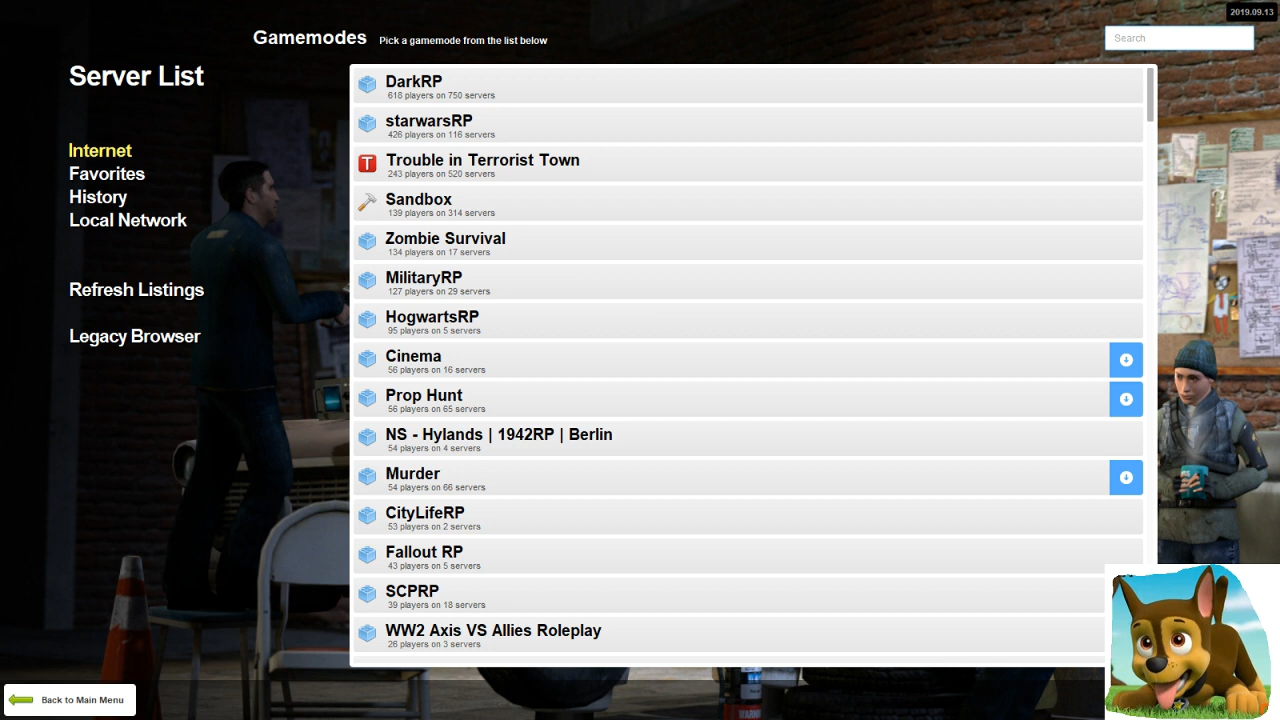 2019.09.13
Gamemodes Pick a gamemode from the list below
Search
Server List
Internet
Favorites
History
Local Network
Refresh Listings
Legacy Browser
DarkRP
618 players on 750 servers
starwarsRP
426 players on 116 servers
T
Trouble in Terrorist Town
243 players on 520 servers
Sandbox
139 players on 314 servers
Zombie Survival
134 players on 17 servers
MilitaryRP
127 players on 29 servers
HogwartsRP
95 players on 5 servers
Cinema
56 players on 16 servers
Prop Hunt
56 players on 65 servers
NS - Hylands | 1942RP | Berlin
54 players on 4 servers
Murder
54 players on 66 servers
CityLifeRP
53 players on 2 servers
Fallout RP
43 players on 5 servers
SCPRP
39 players on 18 servers
WW2 Axis VS Allies Roleplay
26 players on 3 servers
Back to Main Menu